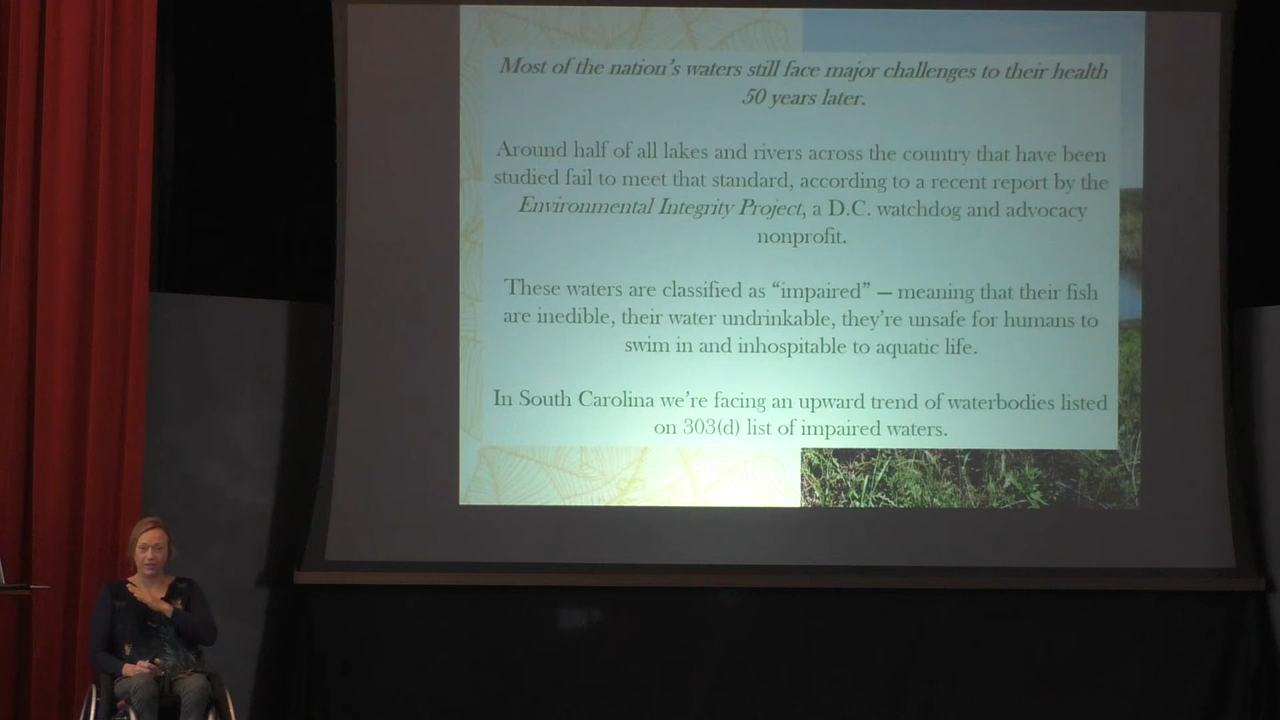 Most of the nation's waters still face major challenges to their health
50 years later.
Around half of all lakes and rivers across the country that have been
studied fail to meet that standard, according to a recent report by the
Environmental Integrity Project, a D.C. watchdog and advocacy
nonprofit.
These waters are classified as “impaired” — meaning that their fish
are inedible, their water undrinkable, they're unsafe for humans to
swim in and inhospitable to aquatic life.
In South Carolina we're facing an upward trend of waterbodies listed
on 303(d) list of impaired waters.